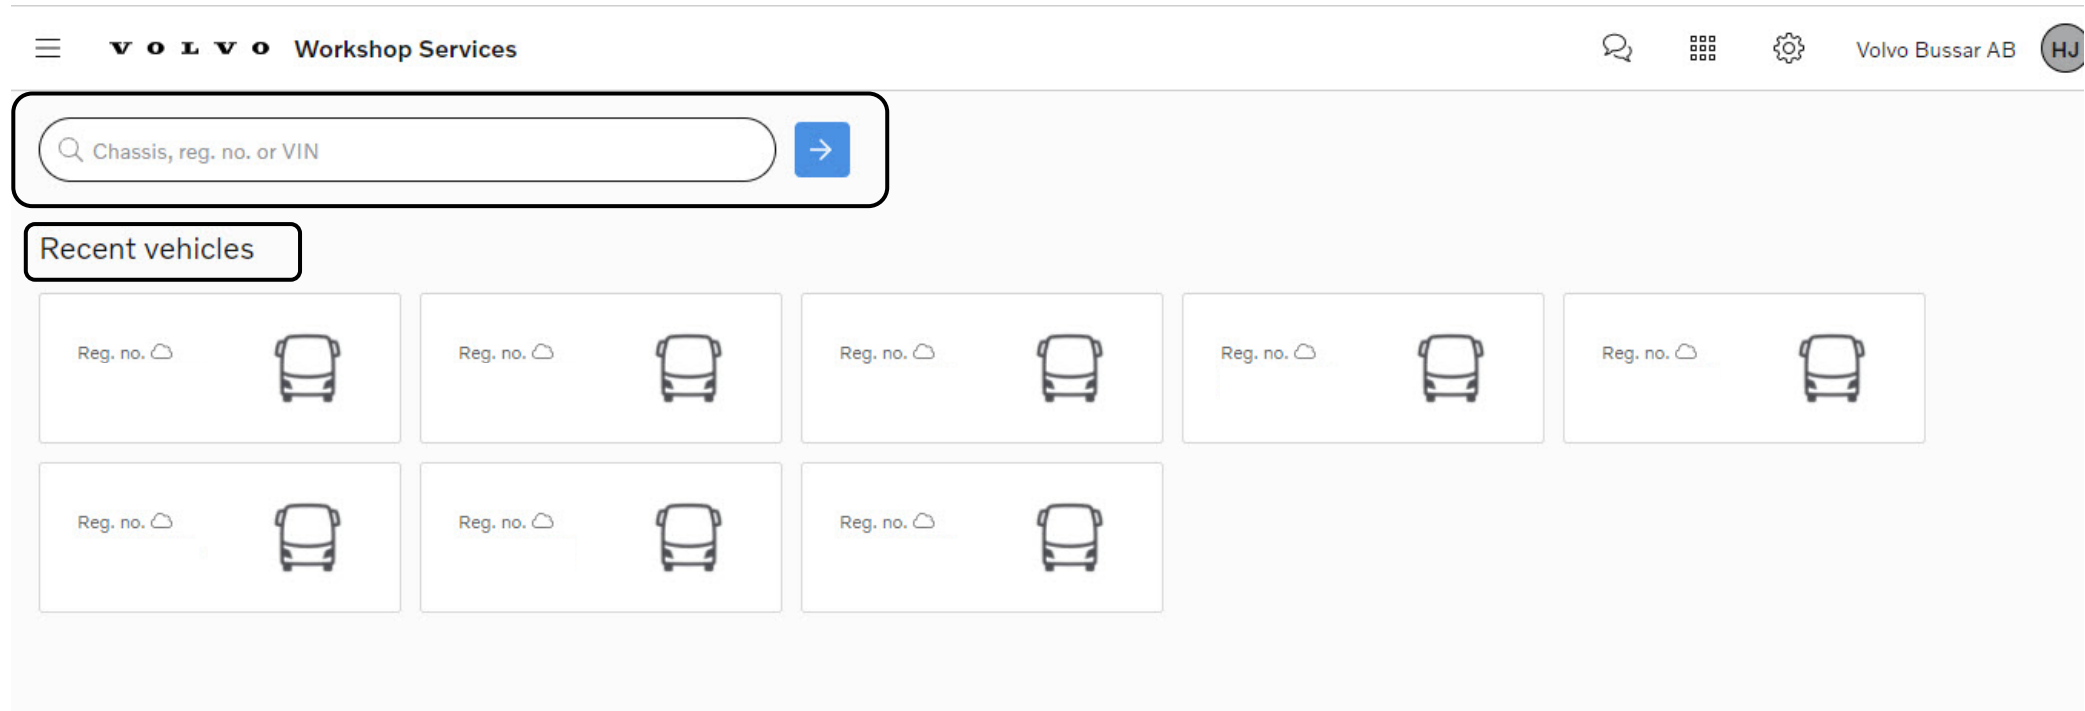 VOLVO Workshop Services Volvo Bussar AB HJ
Chassis, reg. no. or VIN
Recent vehicles
Reg. no. Reg. no. Reg. no. Reg. no. Reg. no.
Reg. no. Reg. no. Reg. no.